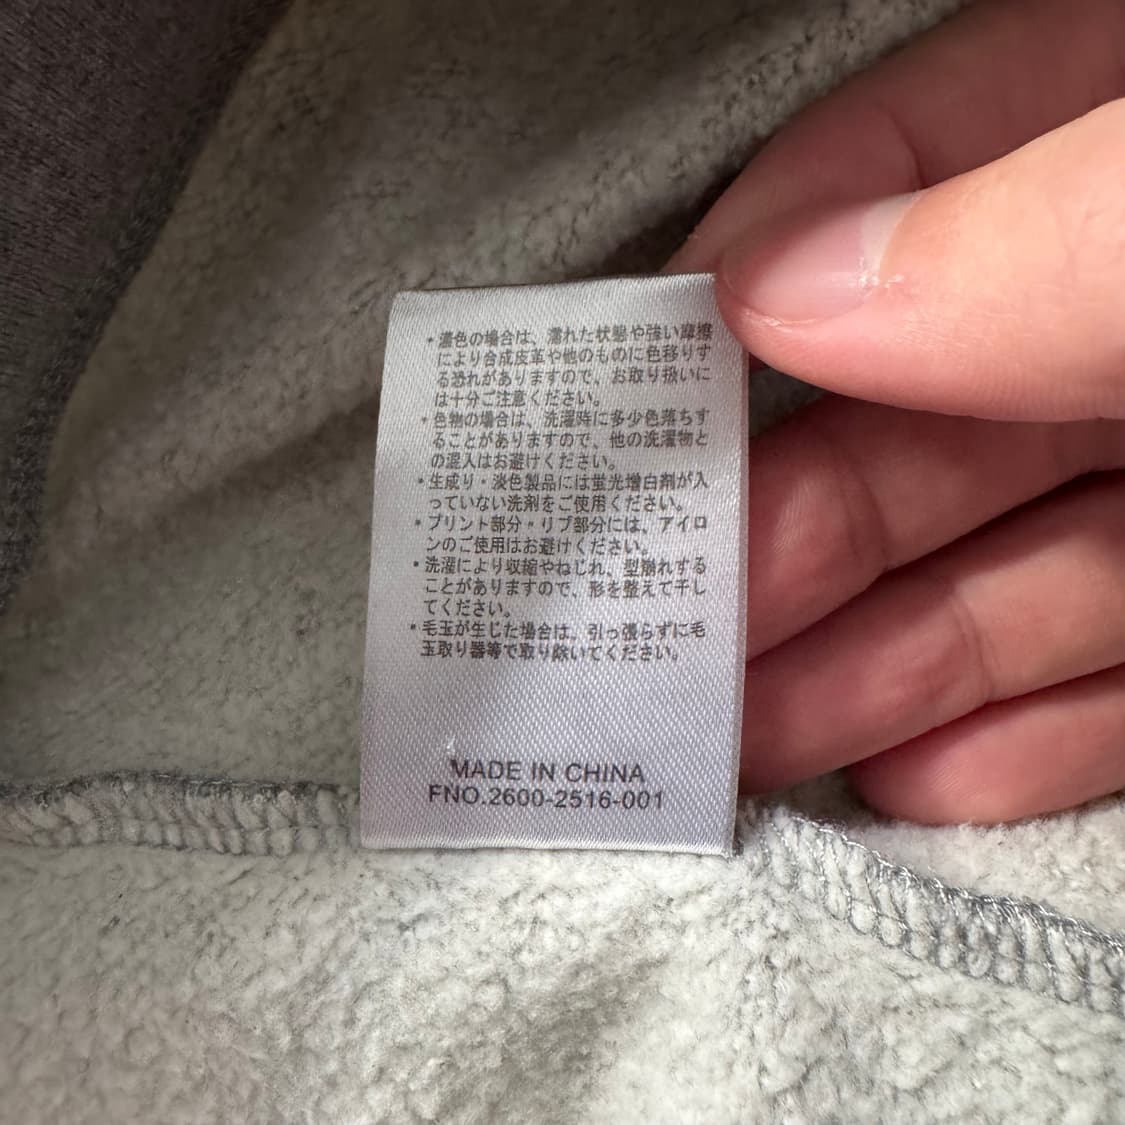 ・濃色の場合は、濡れた状態や強い摩擦
により合成皮革や他のものに色移りす
る恐れがありますので、お取り扱いに
は十分ご注意ください。
・色物の場合は、洗濯時に多少色落ちす
ることがありますので、他の洗濯物と
の混入はお避けください。
・生成り・淡色製品には蛍光増白剤が入
っていない洗剤をご使用ください。
・プリント部分・リブ部分には、アイロ
ンのご使用はお避けください。
・洗濯により収縮やねじれ、型崩れする
ことがありますので、形を整えて干し
てください。
・毛玉が生じた場合は、引っ張らずに毛
玉取り器等で取り除いてください。
MADE IN CHINA
FNO.2600-2516-001